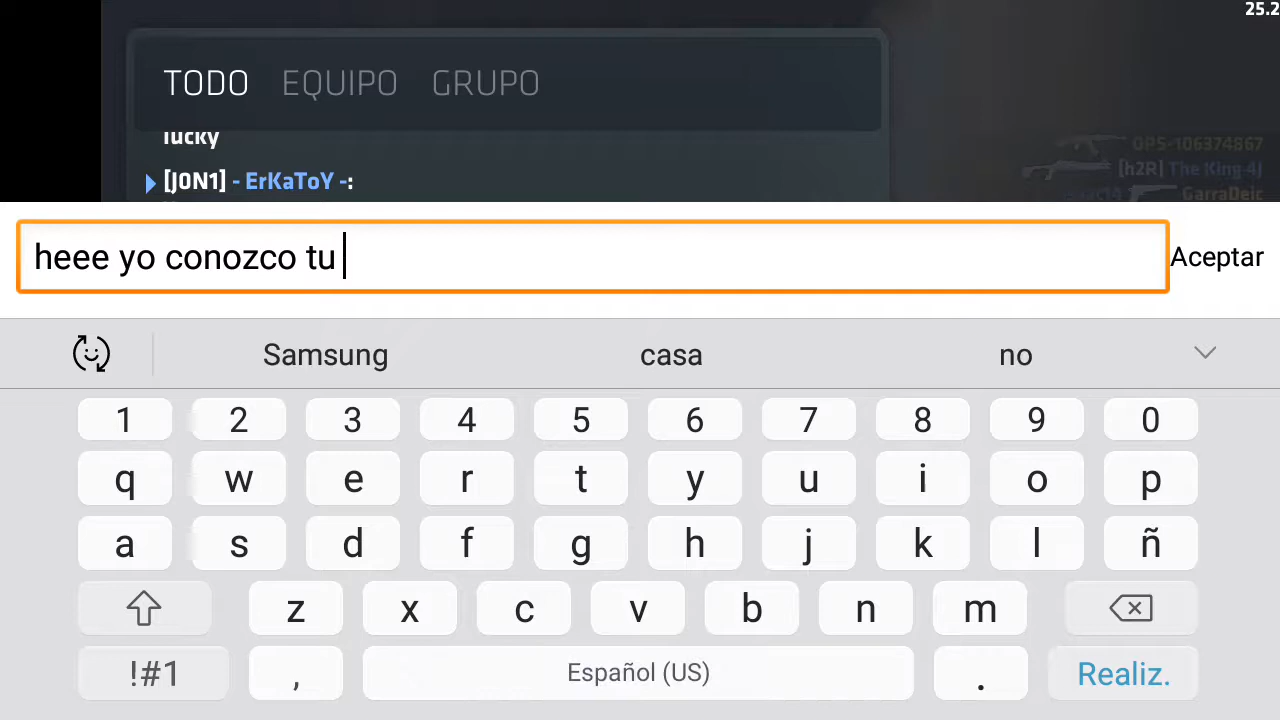 25.2
TODO EQUIPO GRUPO
lucky
[J0N1] - ErKaToY -:
OPS-106374867
[h2R] The King 4J
GarraDeic
heee yo conozco tu
Aceptar
Samsung casa no
1 2 3 4 5 6 7 8 9 0
q w e r t y u i o p
a s d f g h j k l ñ
z x c v b n m
!#1 , Español (US) . Realiz.